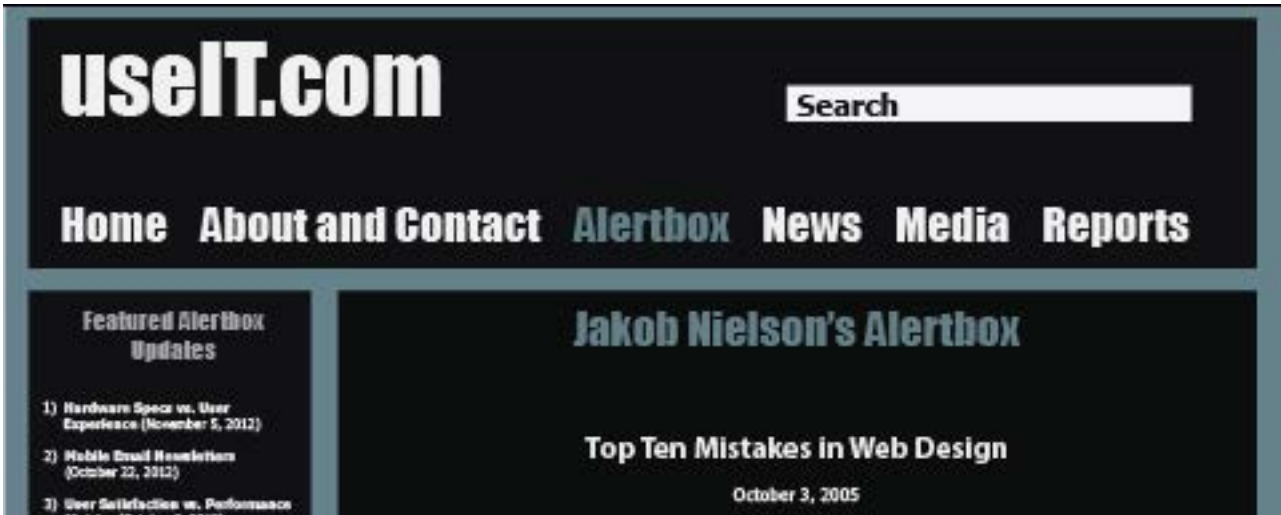 useIT.com
Search
Home About and Contact Alertbox News Media Reports
Featured Alertbox
Updates
1) Hardware Specs vs. User
Experience (November 5, 2012)
2) Mobile Email Newsletters
(October 22, 2012)
3) User Satisfaction vs. Performance
Jakob Nielson's Alertbox
Top Ten Mistakes in Web Design
October 3, 2005